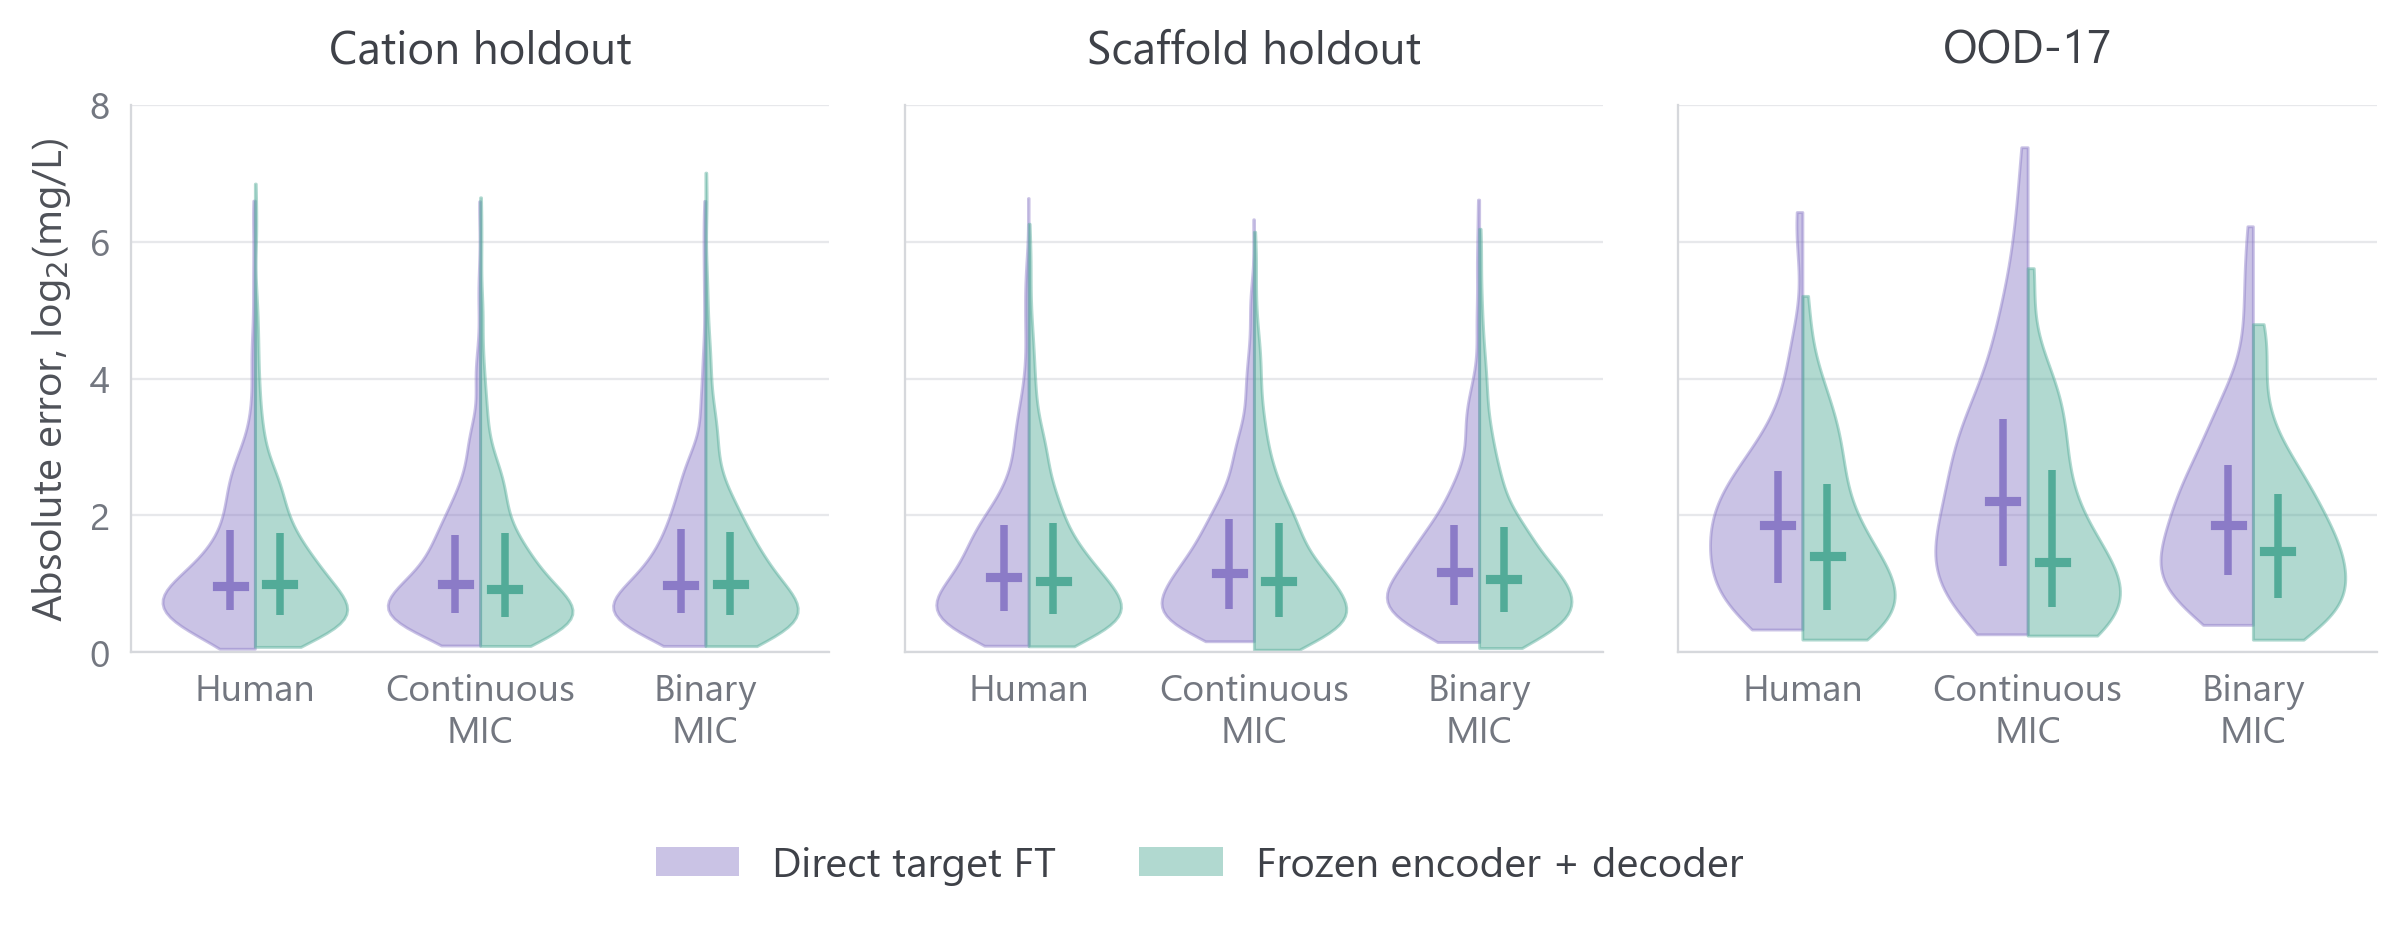 Cation holdout
Scaffold holdout
OOD-17
Absolute error, log₂(mg/L)
8
6
4
2
0
Human
Continuous
MIC
Binary
MIC
Human
Continuous
MIC
Binary
MIC
Human
Continuous
MIC
Binary
MIC
Direct target FT
Frozen encoder + decoder